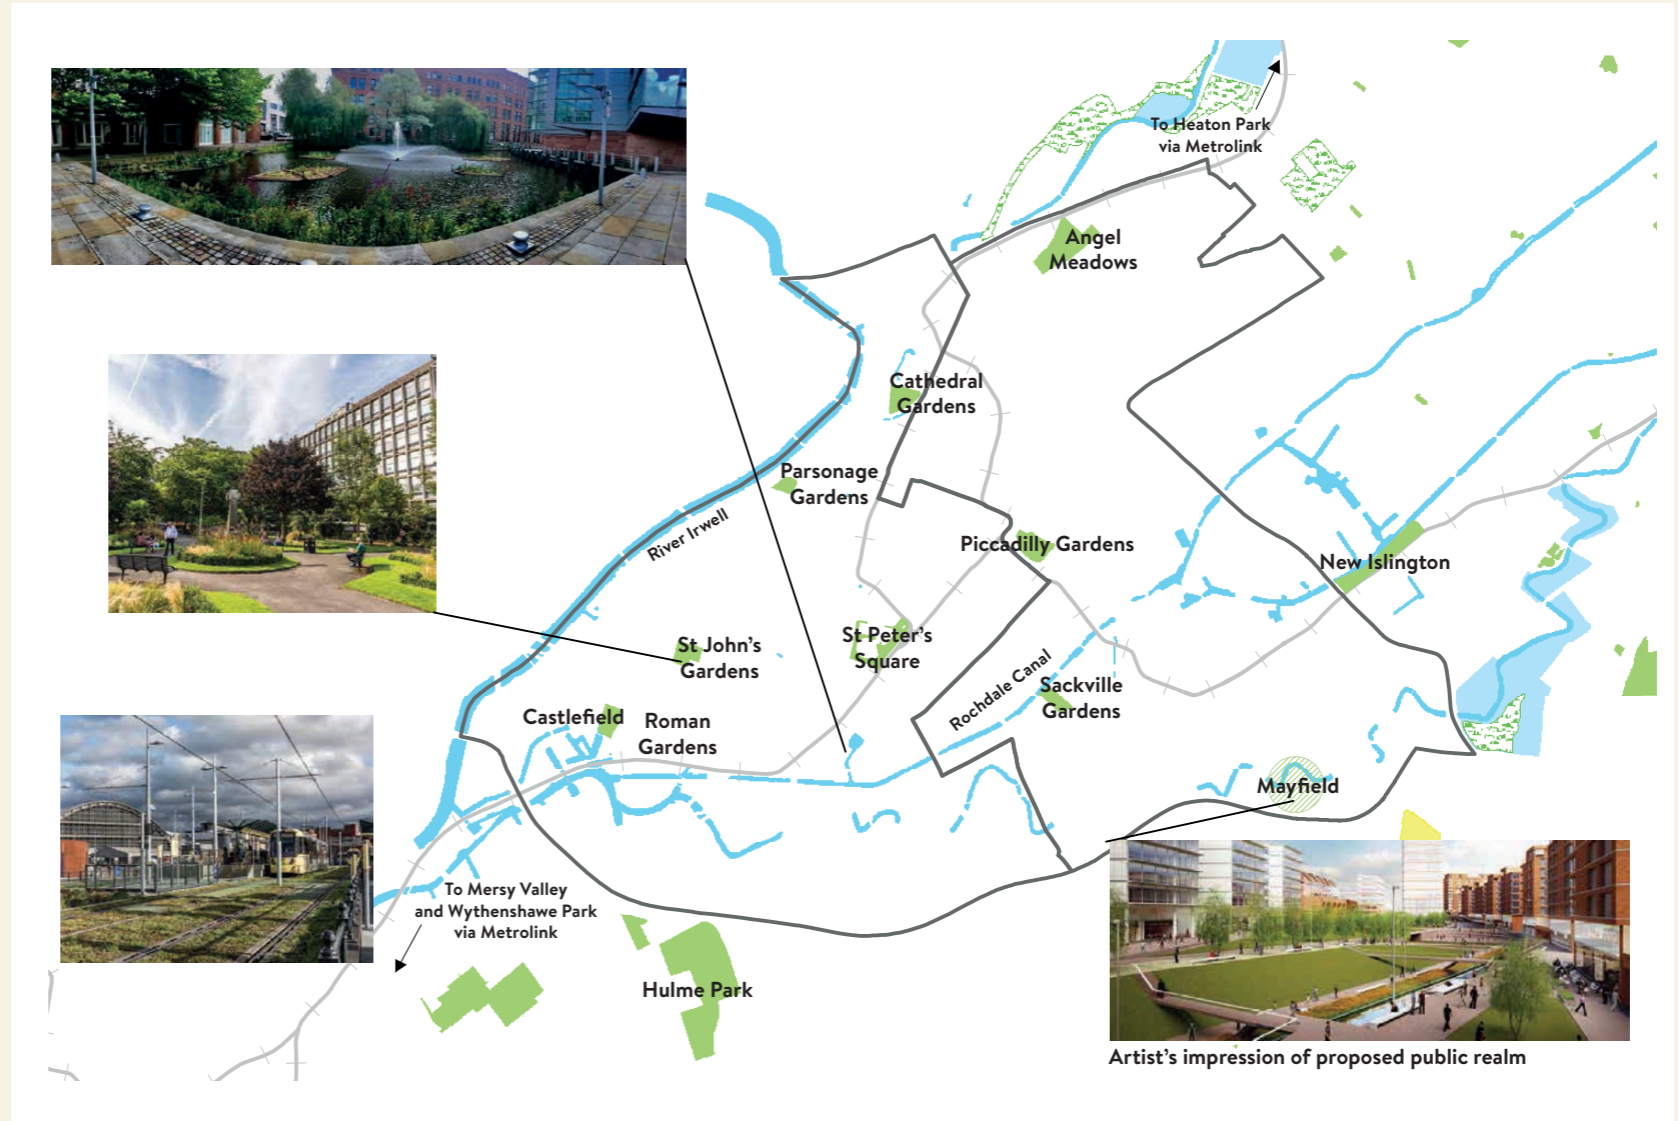 To Heaton Park
via Metrolink
Angel
Meadows
Cathedral
Gardens
Parsonage
Gardens
River Irwell
Piccadilly Gardens
New Islington
St John's
Gardens
St Peter's
Square
Rochdale Canal
Sackville
Gardens
Castlefield
Roman
Gardens
Mayfield
To Mersy Valley
and Wythenshawe Park
via Metrolink
Hulme Park
Artist's impression of proposed public realm